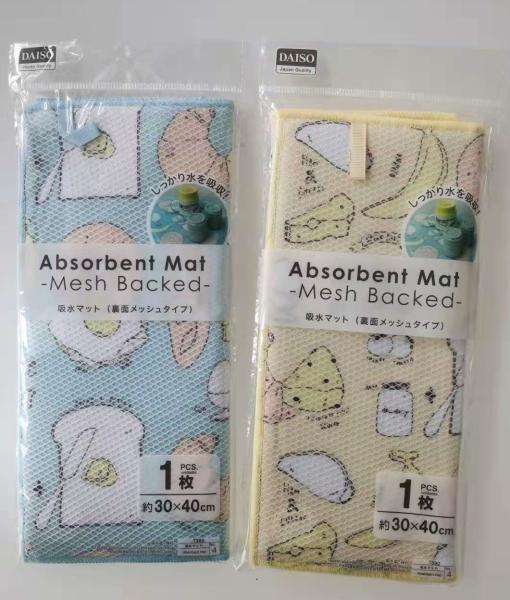 DAISO
Japan Quality
しっかり水を吸収!
Absorbent Mat
-Mesh Backed-
吸水マット（裏面メッシュタイプ）
1 PCS.
枚
約30×40cm
DAISO
Japan Quality
しっかり水を吸収!
Absorbent Mat
-Mesh Backed-
吸水マット（裏面メッシュタイプ）
1 PCS.
枚
約30×40cm